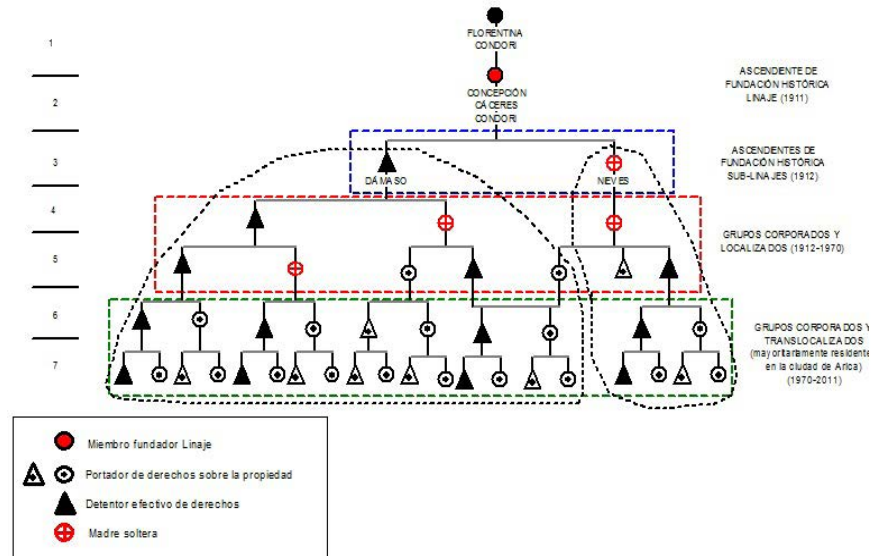 1
FLORENTINA
CONDORI
2
CONCEPCIÓN
CÁCERES
CONDORI
ASCENDENTE DE
FUNDACIÓN HISTÓRICA
LINAJE (1911)
3
DÁMASO
NEVES
ASCENDENTES DE
FUNDACIÓN HISTÓRICA
SUB-LINAJES (1912)
4
5
GRUPOS CORPORADOS Y
LOCALIZADOS (1912-1970)
6
7
GRUPOS CORPORADOS Y
TRANSLOCALIZADOS
(mayoritariamente residentes
en la ciudad de Arica)
(1970-2011)
Miembro fundador Linaje
Portador de derechos sobre la propiedad
Detentor efectivo de derechos
Madre soltera